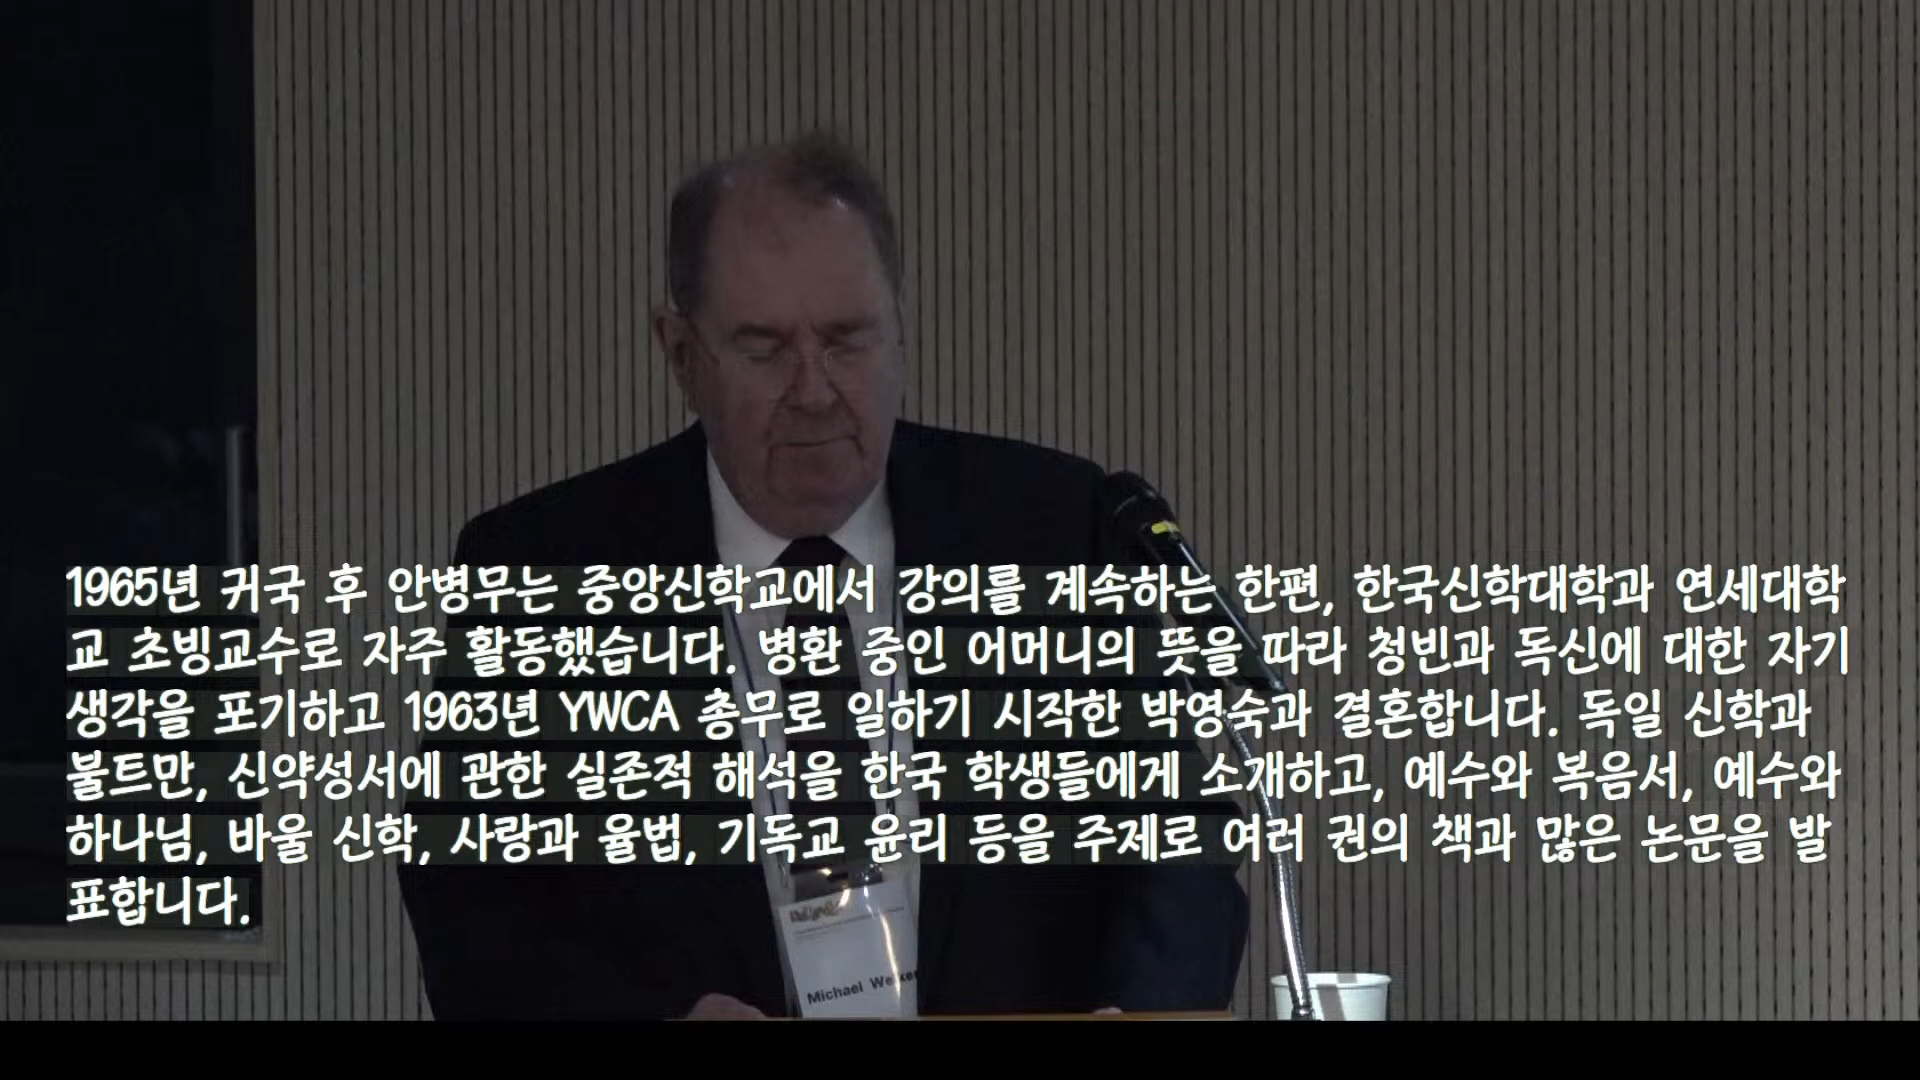 1965년 귀국 후 안병무는 중앙신학교에서 강의를 계속하는 한편, 한국신학대학과 연세대학
교 초빙교수로 자주 활동했습니다. 병환 중인 어머니의 뜻을 따라 청빈과 독신에 대한 자기
생각을 포기하고 1963년 YWCA 총무로 일하기 시작한 박영숙과 결혼합니다. 독일 신학과
불트만, 신약성서에 관한 실존적 해석을 한국 학생들에게 소개하고, 예수와 복음서, 예수와
하나님, 바울 신학, 사랑과 율법, 기독교 윤리 등을 주제로 여러 권의 책과 많은 논문을 발
표합니다.
Michael Welker